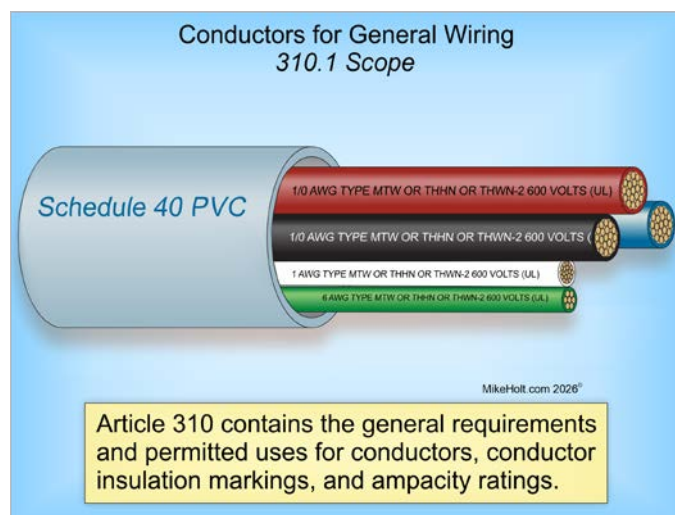 Conductors for General Wiring
310.1 Scope
Schedule 40 PVC
1/0 AWG TYPE MTW OR THHN OR THWN-2 600 VOLTS (UL)
1/0 AWG TYPE MTW OR THHN OR THWN-2 600 VOLTS (
1 AWG TYPE MTW OR THHN OR THWN-2 600 VOLTS (UL)
6 AWG TYPE MTW OR THHN OR THWN-2 600 VOLTS (UL)
MikeHolt.com 2026©
Article 310 contains the general requirements
and permitted uses for conductors, conductor
insulation markings, and ampacity ratings.